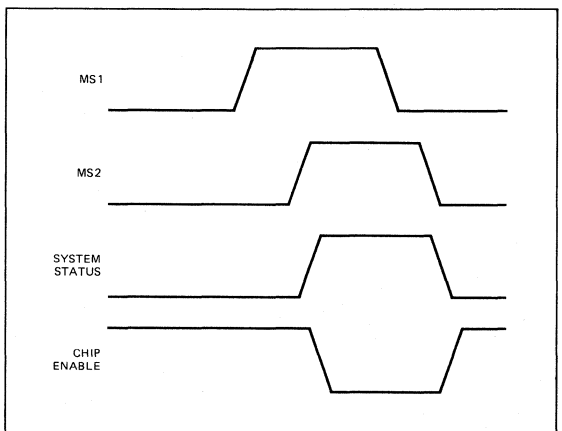 MS1
MS2
SYSTEM
STATUS
CHIP
ENABLE